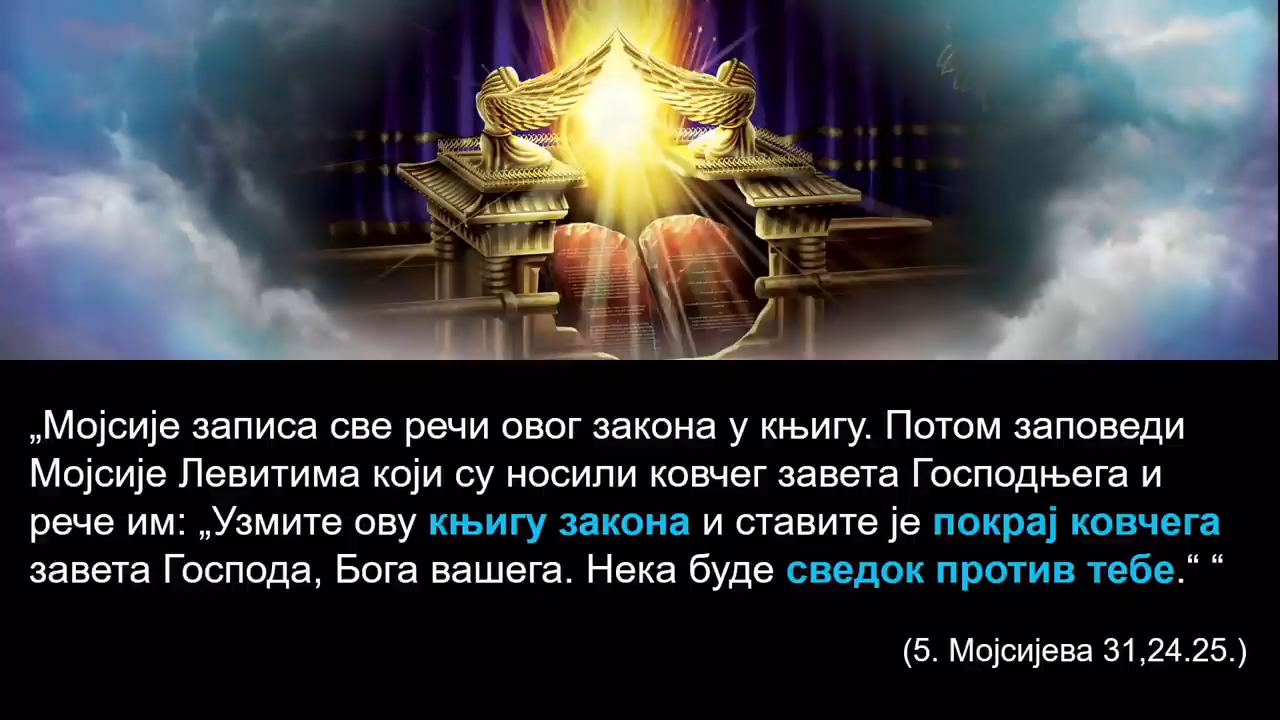 „Мојсије записа све речи овог закона у књигу. Потом заповеди
Мојсије Левитима који су носили ковчег завета Господњега и
рече им: „Узмите ову књигу закона и ставите је покрај ковчега
завета Господа, Бога вашега. Нека буде сведок против тебе.“ “
(5. Мојсијева 31,24.25.)